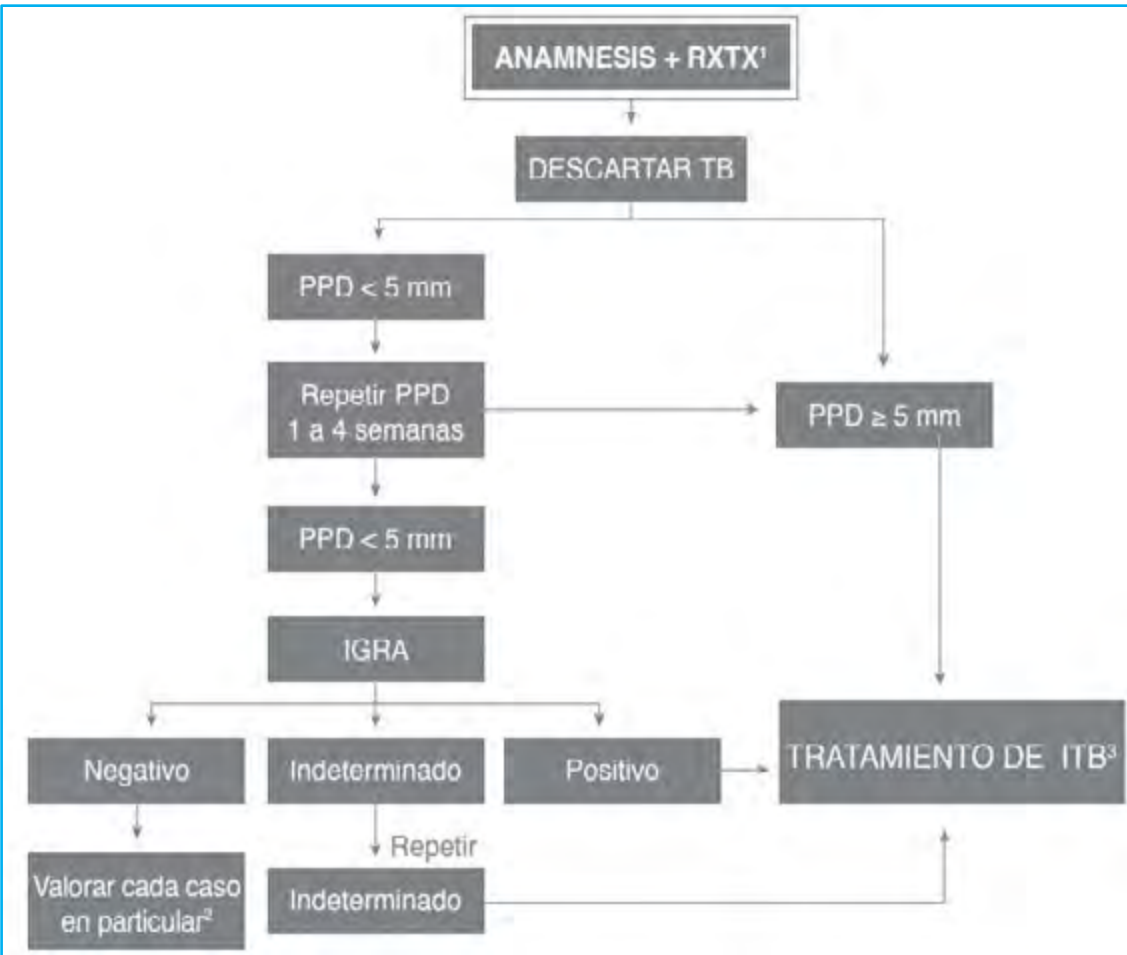 ANAMNESIS + RXTX¹
DESCARTAR TB
PPD < 5 mm
Repetir PPD
1 a 4 semanas
PPD ≥ 5 mm
PPD < 5 mm
IGRA
Negativo
Indeterminado
Positivo
TRATAMIENTO DE ITB³
Repetir
Valorar cada caso
en particular²
Indeterminado